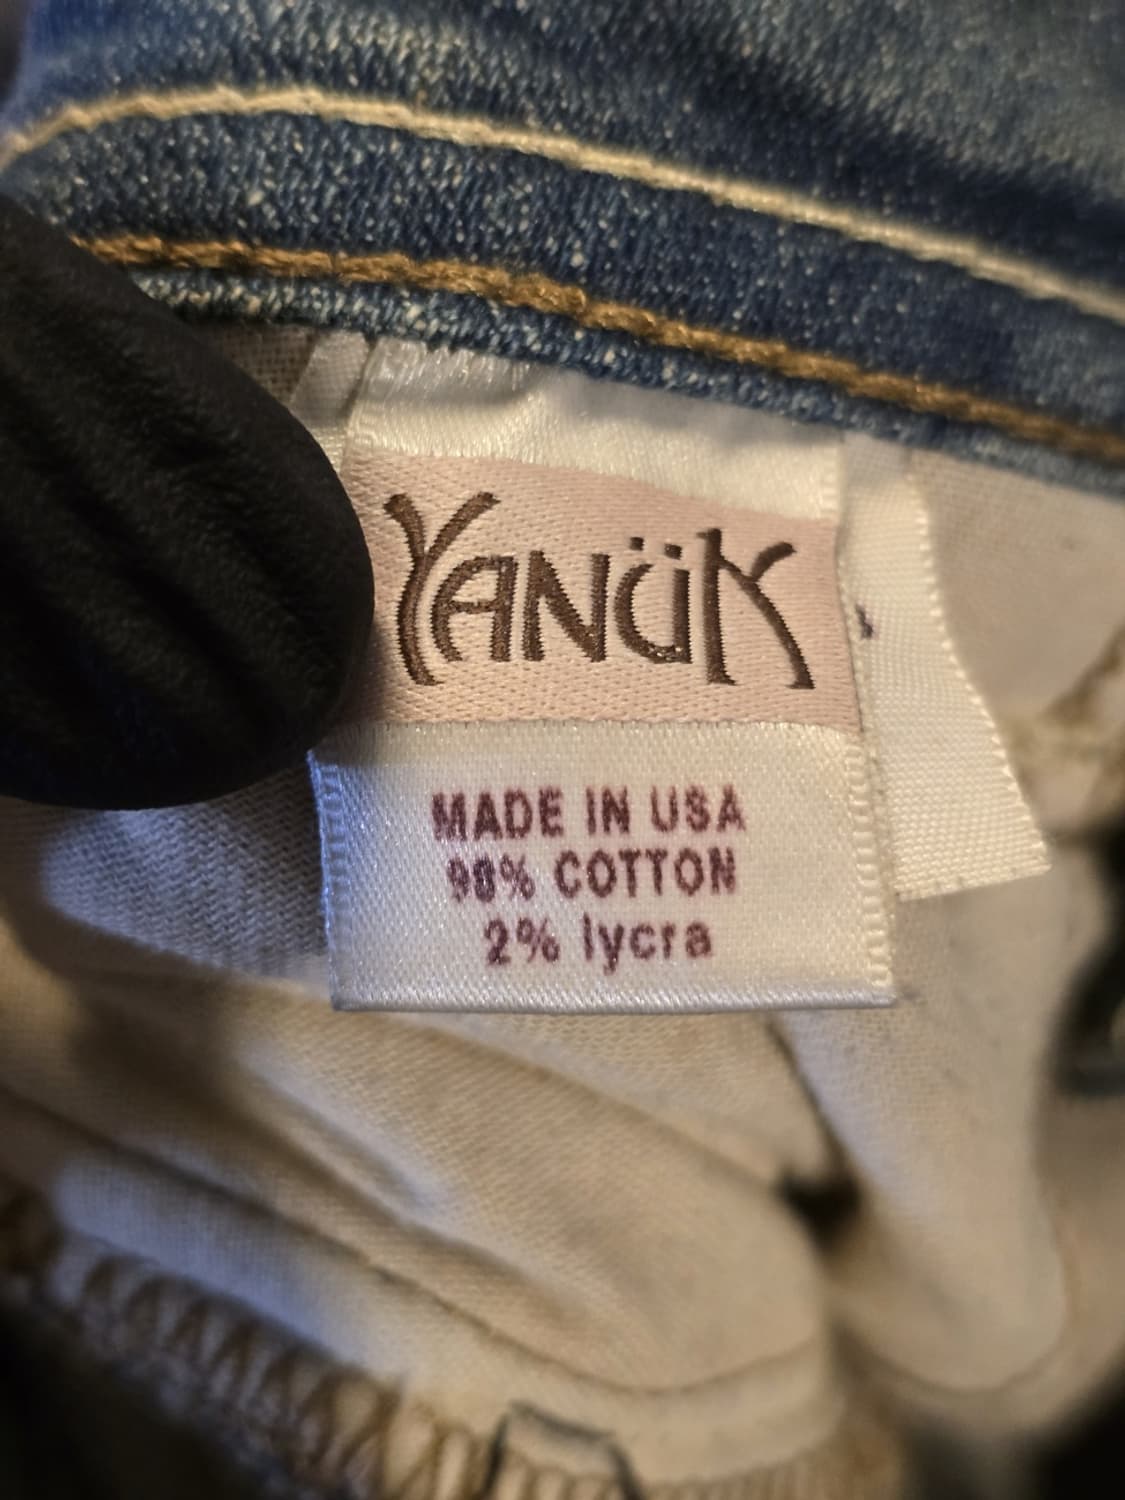 YANÜK
MADE IN USA
98% COTTON
2% lycra